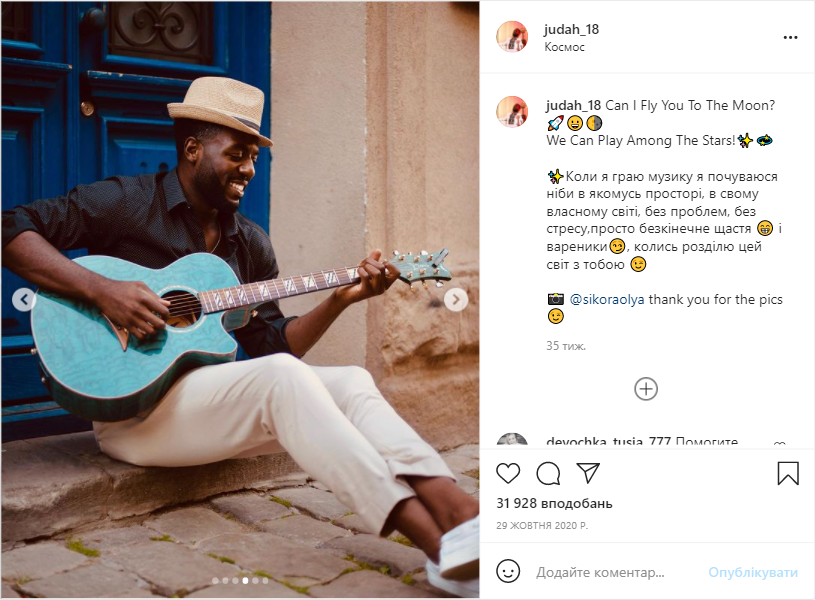 judah_18
Космос
judah_18 Can I Fly You To The Moon?
🚀😀🌗
We Can Play Among The Stars!✨💫
✨Коли я граю музику я почуваюся
ніби в якомусь просторі, в свому
власному світі, без проблем, без
стресу,просто безкінечне щастя 😁 і
вареники😏, колись розділю цей
світ з тобою 😉
📸 @sikoraolya thank you for the pics
😉
35 тиж.
devochka_tusia_777 Помогите
31 928 вподобань
29 ЖОВТНЯ 2020 Р.
Додайте коментар...
Опублікувати